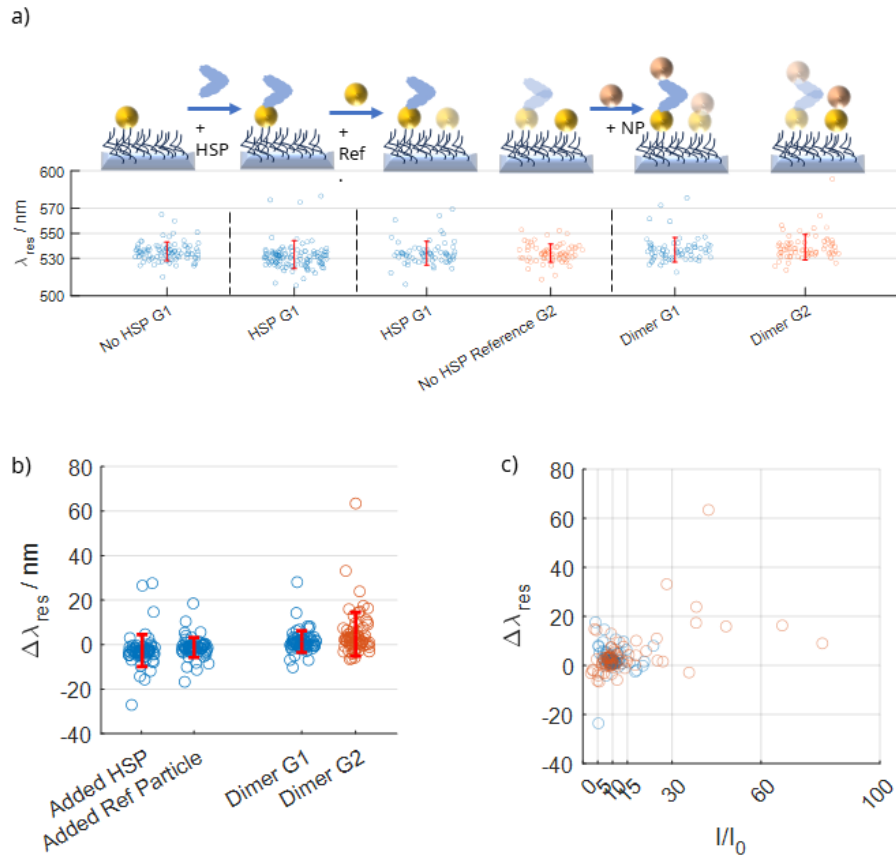 a)
+
HSP
+
Ref
.
+ NP
600
570
550
530
500
λres / nm
No HSP G1
HSP G1
HSP G1
No HSP Reference G2
Dimer G1
Dimer G2
b)
80
60
40
20
0
-20
-40
Δλres / nm
Added HSP
Added Ref Particle
Dimer G1
Dimer G2
c)
80
60
40
20
0
-20
-40
Δλres
0
5
10
15
30
60
100
I/I0